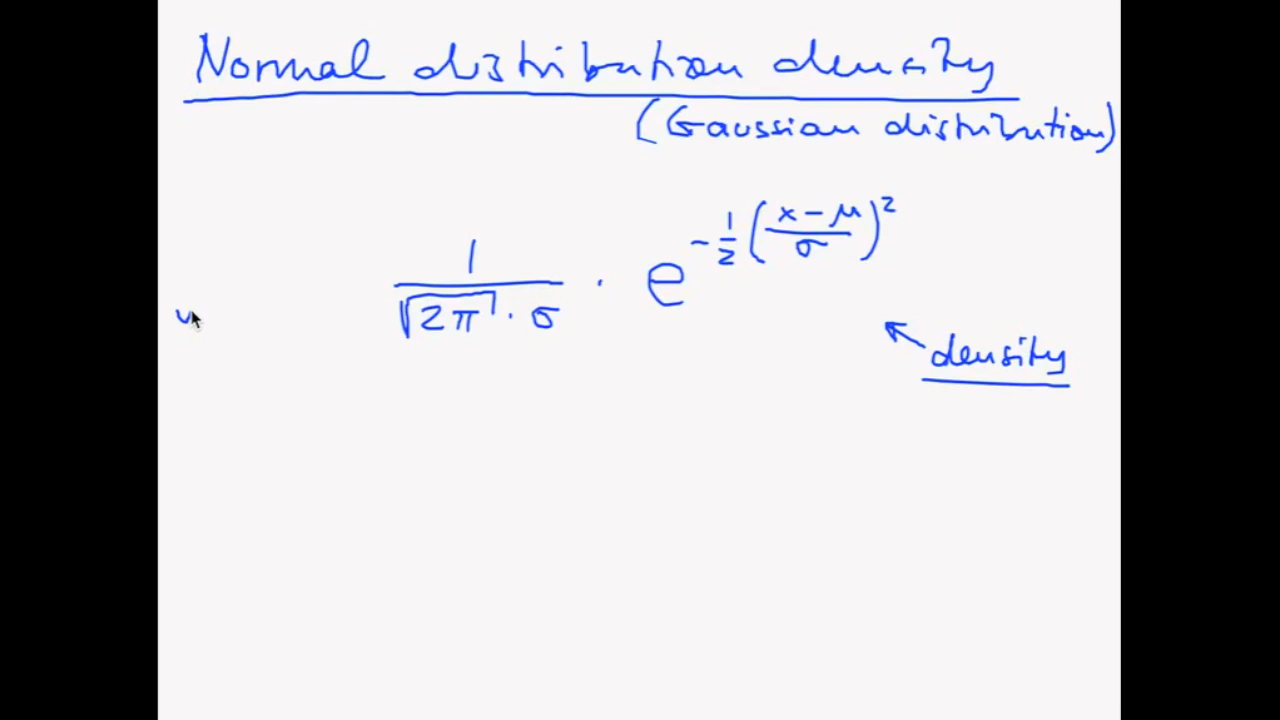 Normal distribution density
(Gaussian distribution)
1/(√2π · σ) · e^(-1/2 ((x-μ)/σ)^2)
density